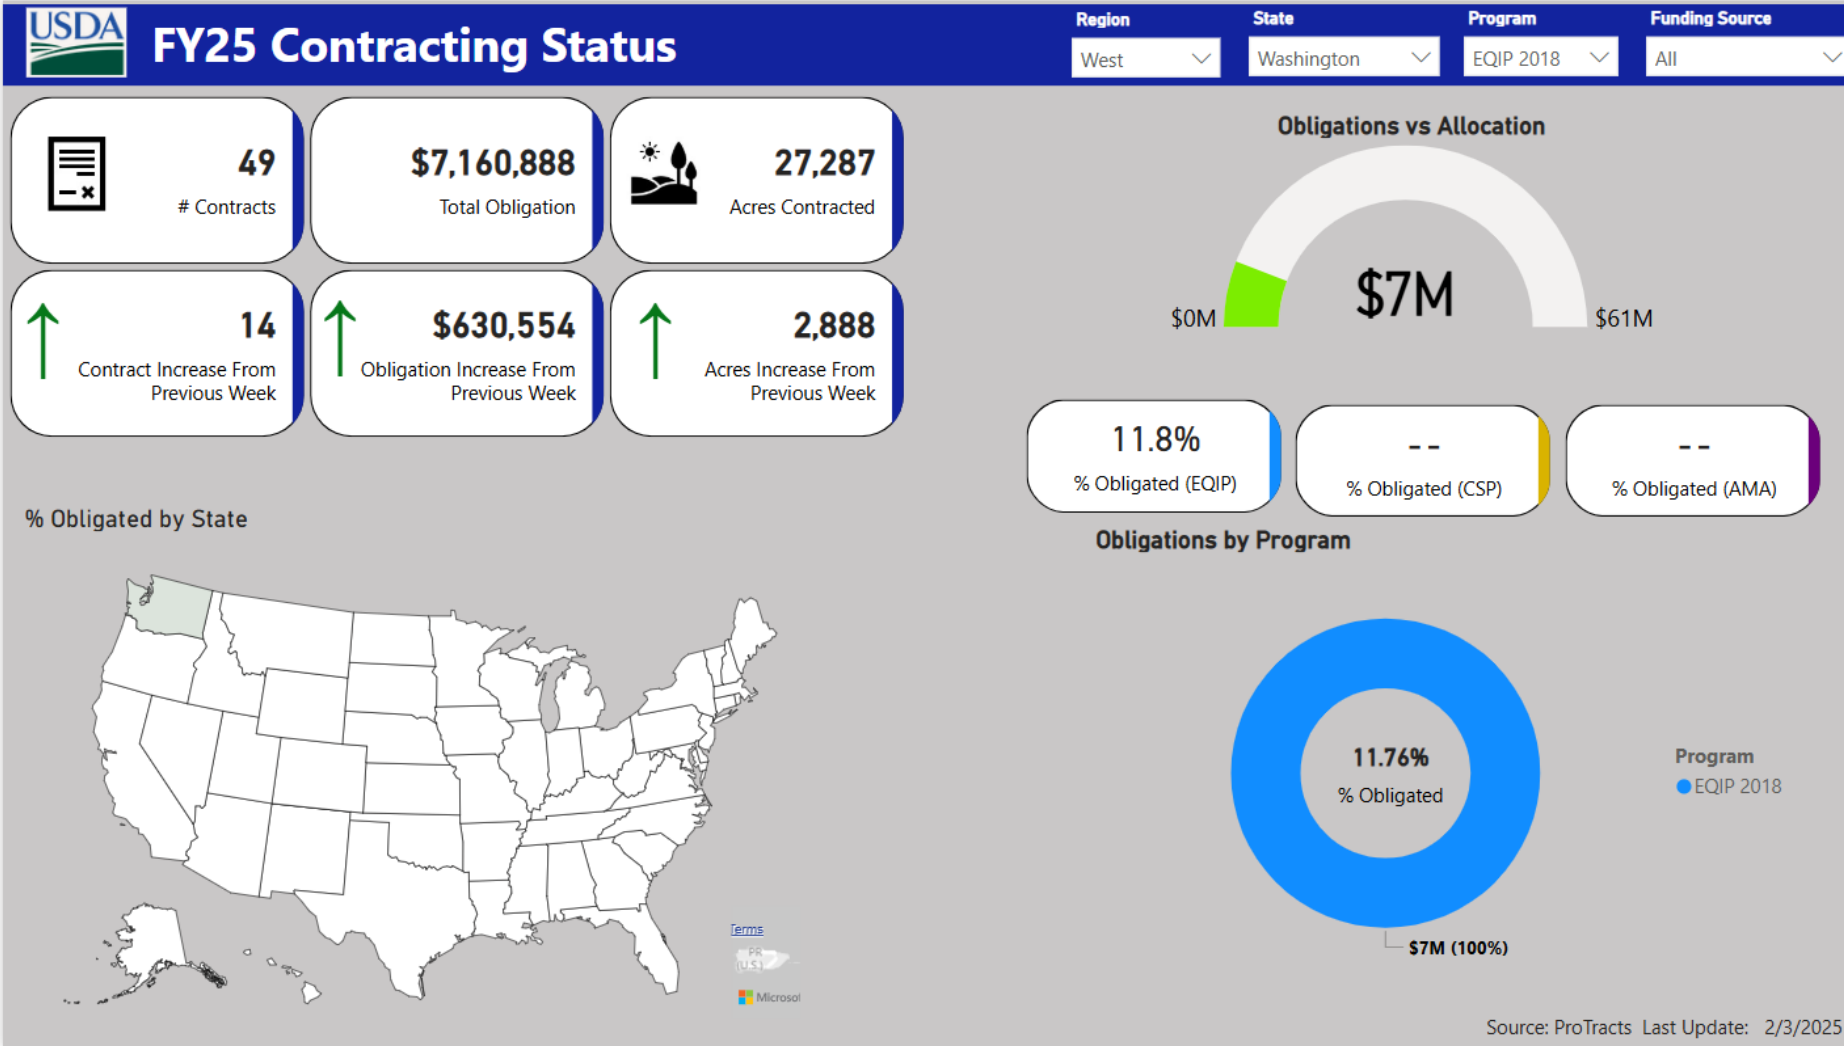 USDA
FY25 Contracting Status
Region
West
State
Washington
Program
EQIP 2018
Funding Source
All
49
# Contracts
$7,160,888
Total Obligation
27,287
Acres Contracted
14
Contract Increase From
Previous Week
$630,554
Obligation Increase From
Previous Week
2,888
Acres Increase From
Previous Week
Obligations vs Allocation
$7M
$0M
$61M
11.8%
% Obligated (EQIP)
--
% Obligated (CSP)
--
% Obligated (AMA)
% Obligated by State
Terms
PR
(U.S.)
Microsof
Obligations by Program
11.76%
% Obligated
$7M (100%)
Program
EQIP 2018
Source: ProTracts Last Update: 2/3/2025